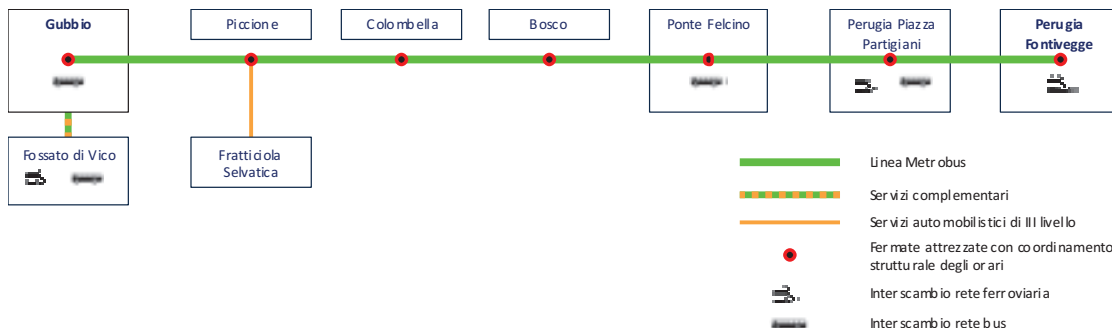 Gubbio
Piccione
Colombella
Bosco
Ponte Felcino
Perugia Piazza
Partigiani
Perugia
Fontivegge
Fossato di Vico
Fratticiola
Selvatica
Linea Metrobus
Servizi complementari
Servizi automobilistici di III livello
Fermate attrezzate con coordinamento
strutturale degli orari
Interscambio rete ferroviaria
Interscambio rete bus